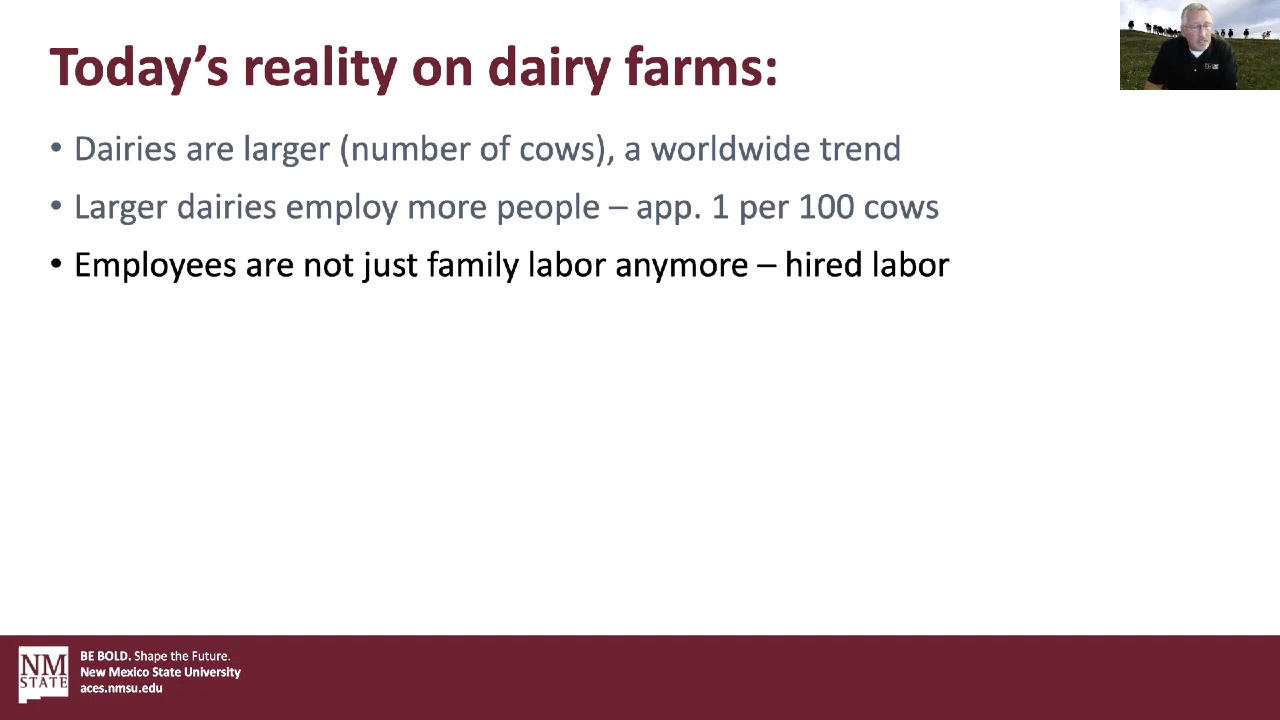 Today’s reality on dairy farms:
• Dairies are larger (number of cows), a worldwide trend
• Larger dairies employ more people – app. 1 per 100 cows
• Employees are not just family labor anymore – hired labor
NM
STATE
BE BOLD. Shape the Future.
New Mexico State University
aces.nmsu.edu